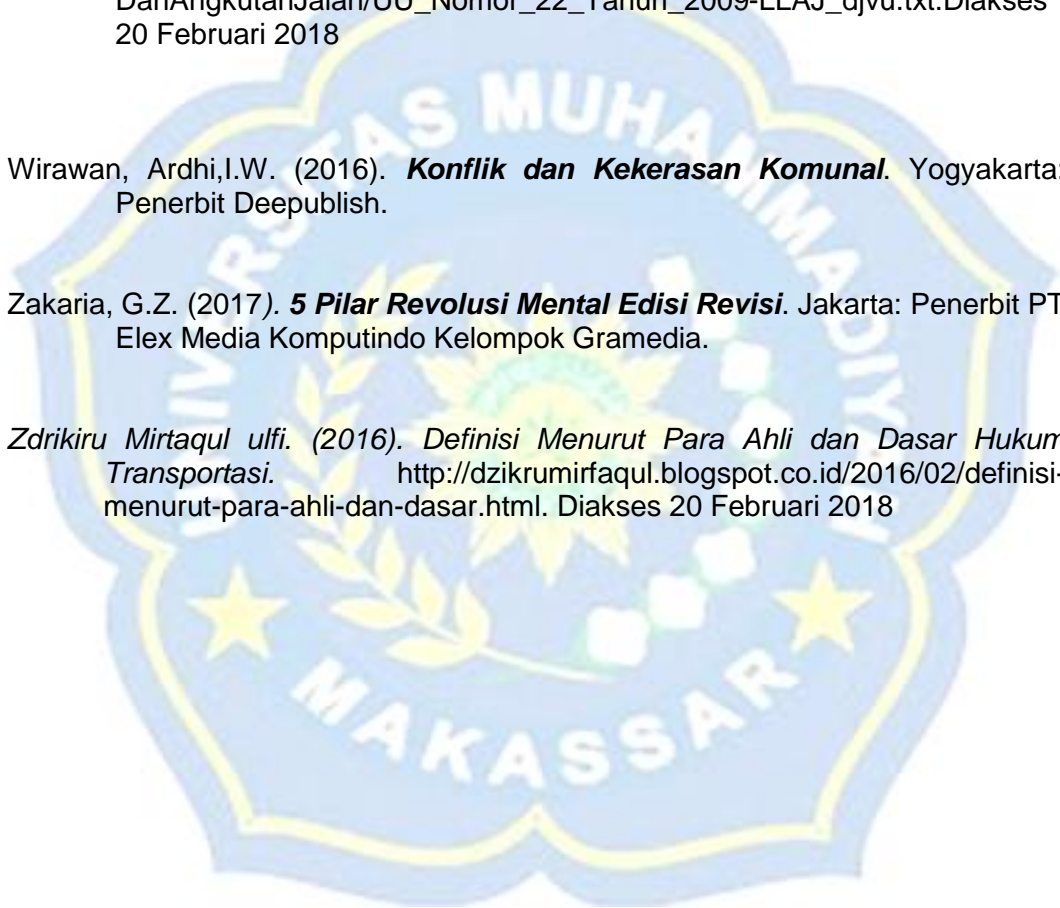 DanAngkutanJalan/UU_Nomor_22_Tahun_2009-LLAJ_djvu.txt.Diakses
20 Februari 2018
Wirawan, Ardhi,I.W. (2016). Konflik dan Kekerasan Komunal. Yogyakarta:
Penerbit Deepublish.
Zakaria, G.Z. (2017). 5 Pilar Revolusi Mental Edisi Revisi. Jakarta: Penerbit PT
Elex Media Komputindo Kelompok Gramedia.
Zdrikiru Mirtaqul ulfi. (2016). Definisi Menurut Para Ahli dan Dasar Hukum
Transportasi. http://dzikrumirfaqul.blogspot.co.id/2016/02/definisi-
menurut-para-ahli-dan-dasar.html. Diakses 20 Februari 2018
UNIVERSITAS MUHAMMADIYAH
MAKASSAR